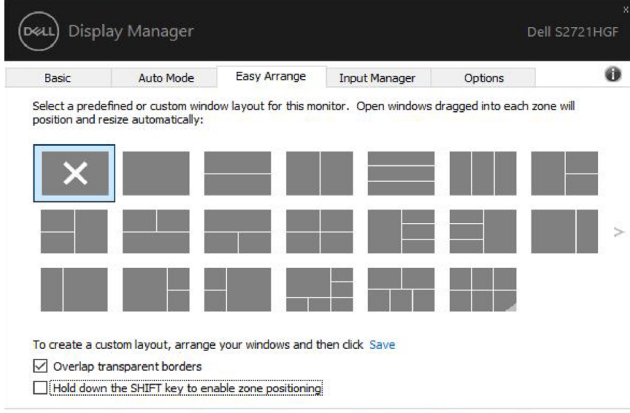 x
DELL Display Manager Dell S2721HGF
Basic Auto Mode Easy Arrange Input Manager Options
Select a predefined or custom window layout for this monitor. Open windows dragged into each zone will
position and resize automatically:
>
To create a custom layout, arrange your windows and then click Save
Overlap transparent borders
Hold down the SHIFT key to enable zone positioning